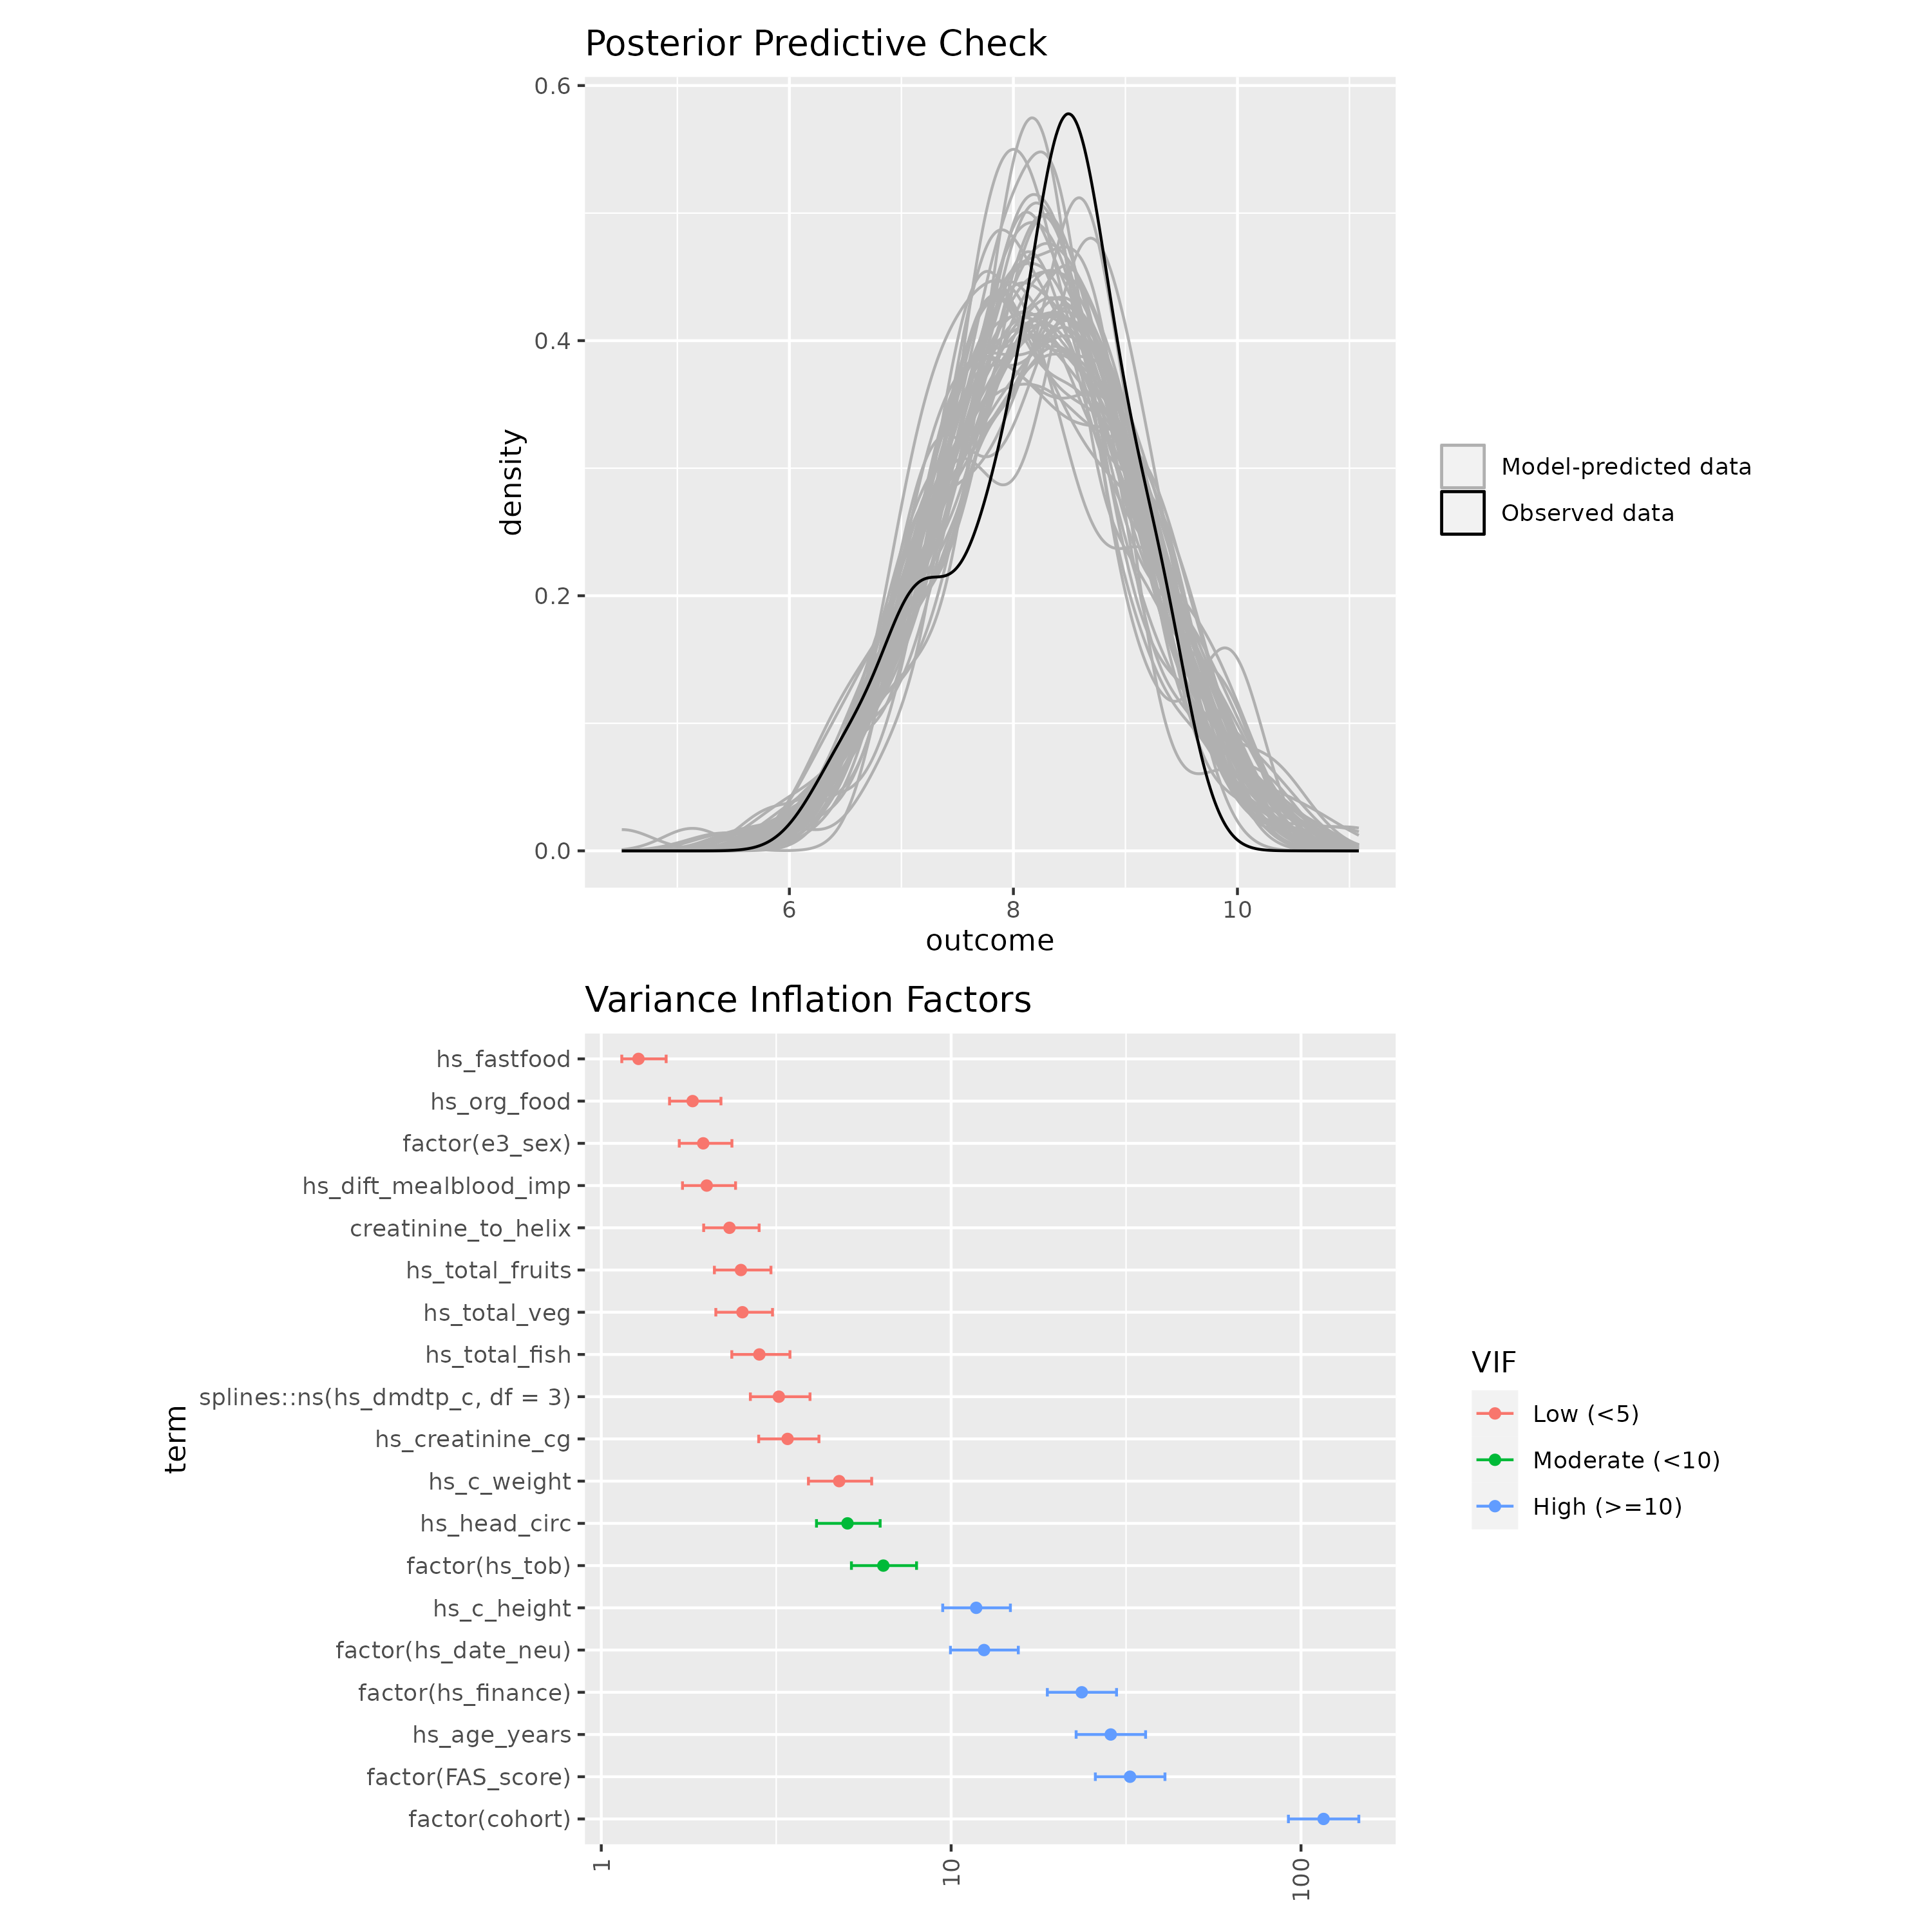 Posterior Predictive Check
0.6
0.4
0.2
0.0
density
6
8
10
outcome
Model-predicted data
Observed data
Variance Inflation Factors
hs_fastfood
hs_org_food
factor(e3_sex)
hs_dift_mealblood_imp
creatinine_to_helix
hs_total_fruits
hs_total_veg
hs_total_fish
splines::ns(hs_dmdtp_c, df = 3)
hs_creatinine_cg
hs_c_weight
hs_head_circ
factor(hs_tob)
hs_c_height
factor(hs_date_neu)
factor(hs_finance)
hs_age_years
factor(FAS_score)
factor(cohort)
term
1
10
100
VIF
Low (<5)
Moderate (<10)
High (>=10)